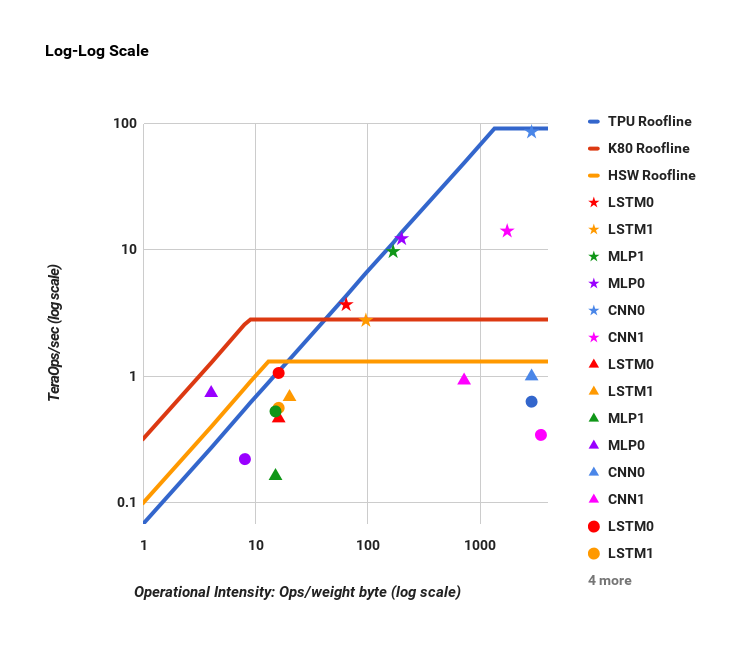 Log-Log Scale
100
10
1
0.1
TeraOps/sec (log scale)
1 10 100 1000
Operational Intensity: Ops/weight byte (log scale)
TPU Roofline
K80 Roofline
HSW Roofline
LSTM0
LSTM1
MLP1
MLP0
CNN0
CNN1
LSTM0
LSTM1
MLP1
MLP0
CNN0
CNN1
LSTM0
LSTM1
4 more